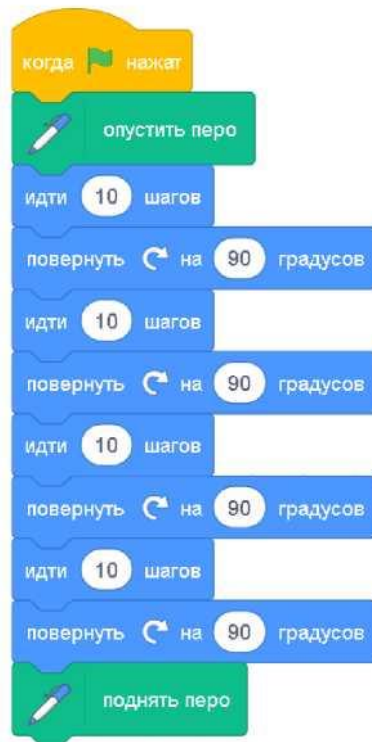 когда нажат
опустить перо
идти 10 шагов
повернуть на 90 градусов
идти 10 шагов
повернуть на 90 градусов
идти 10 шагов
повернуть на 90 градусов
идти 10 шагов
повернуть на 90 градусов
поднять перо